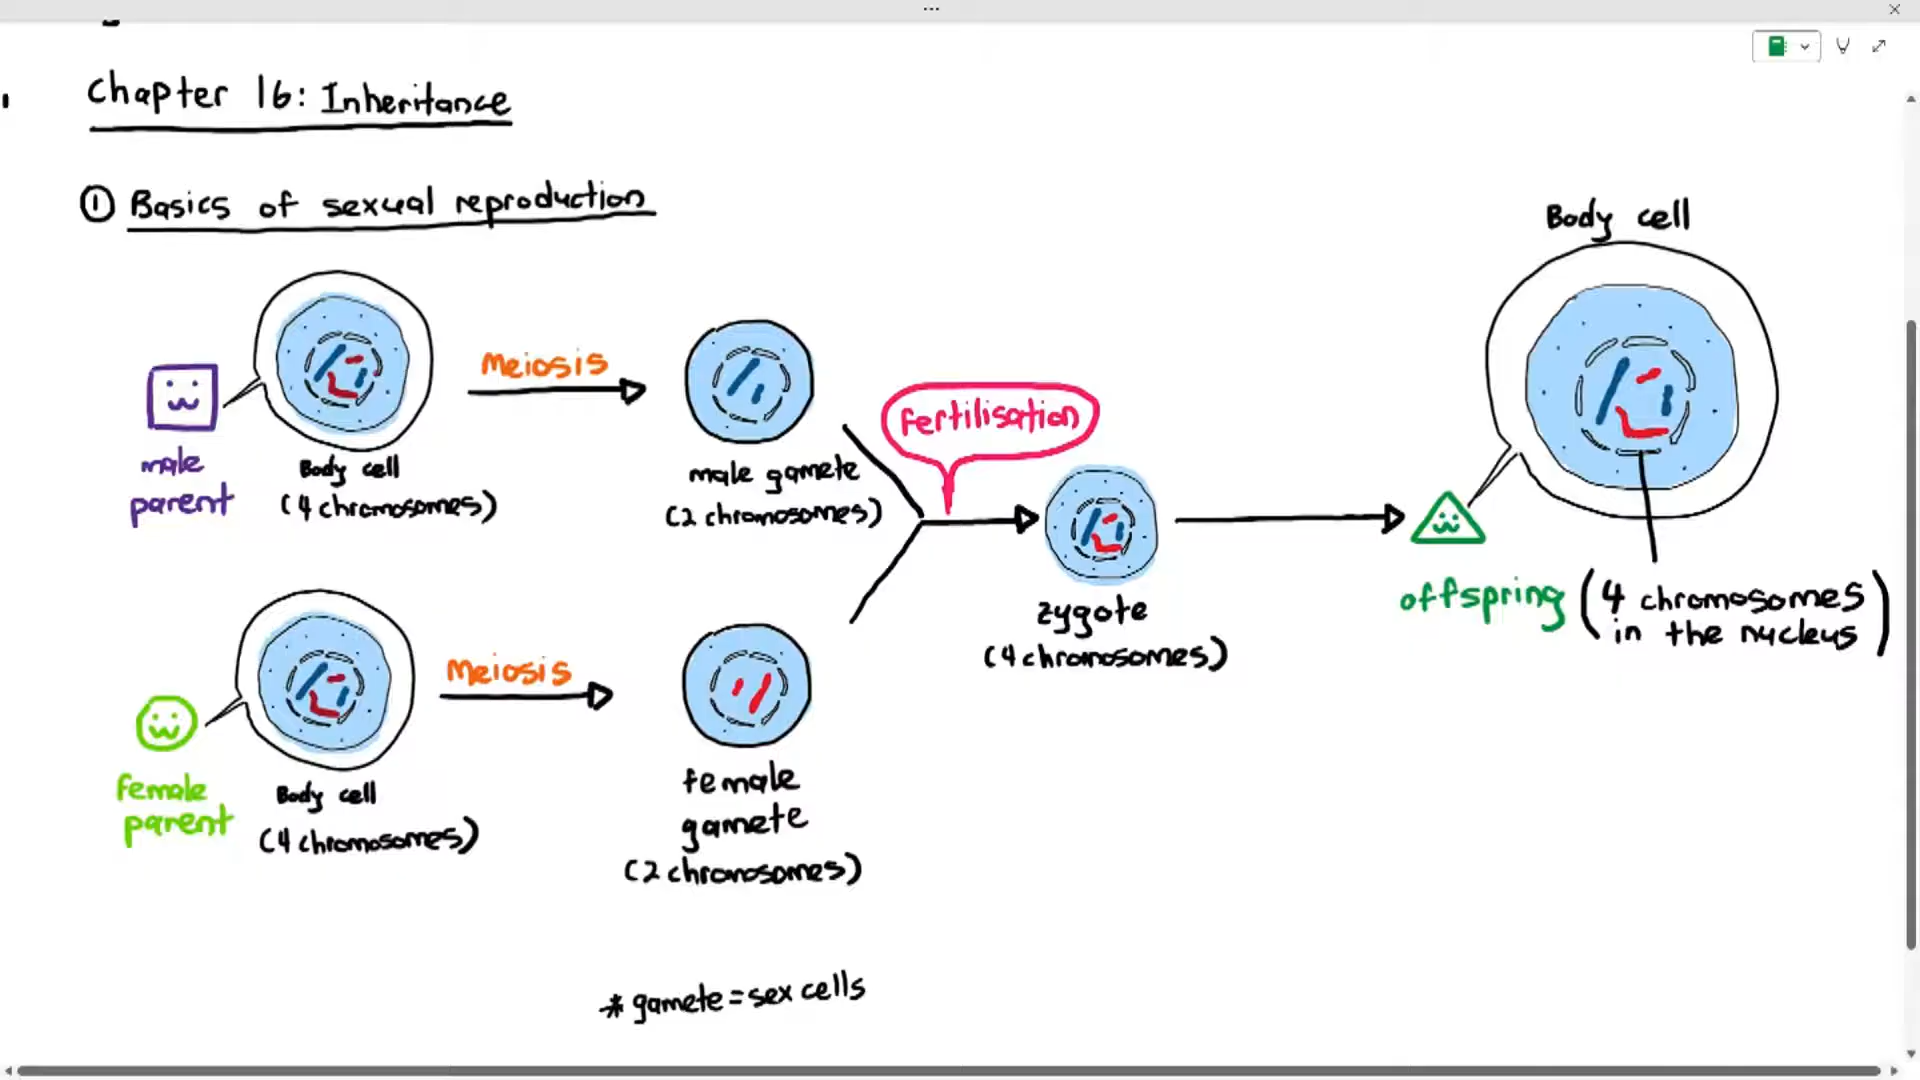 Chapter 16: Inheritance
① Basics of sexual reproduction
Body cell
Meiosis
fertilisation
male
parent
Body cell
(4 chromosomes)
male gamete
(2 chromosomes)
zygote
(4 chromosomes)
offspring
(4 chromosomes
in the nucleus)
Meiosis
female
parent
Body cell
(4 chromosomes)
female
gamete
(2 chromosomes)
* gamete = sex cells